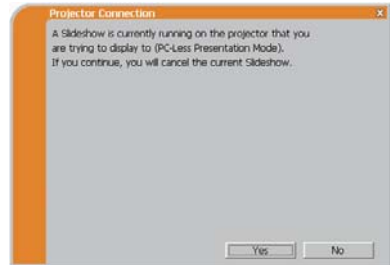 Projector Connection
X
A Slideshow is currently running on the projector that you
are trying to display to (PC-Less Presentation Mode).
If you continue, you will cancel the current Slideshow.
Yes
No